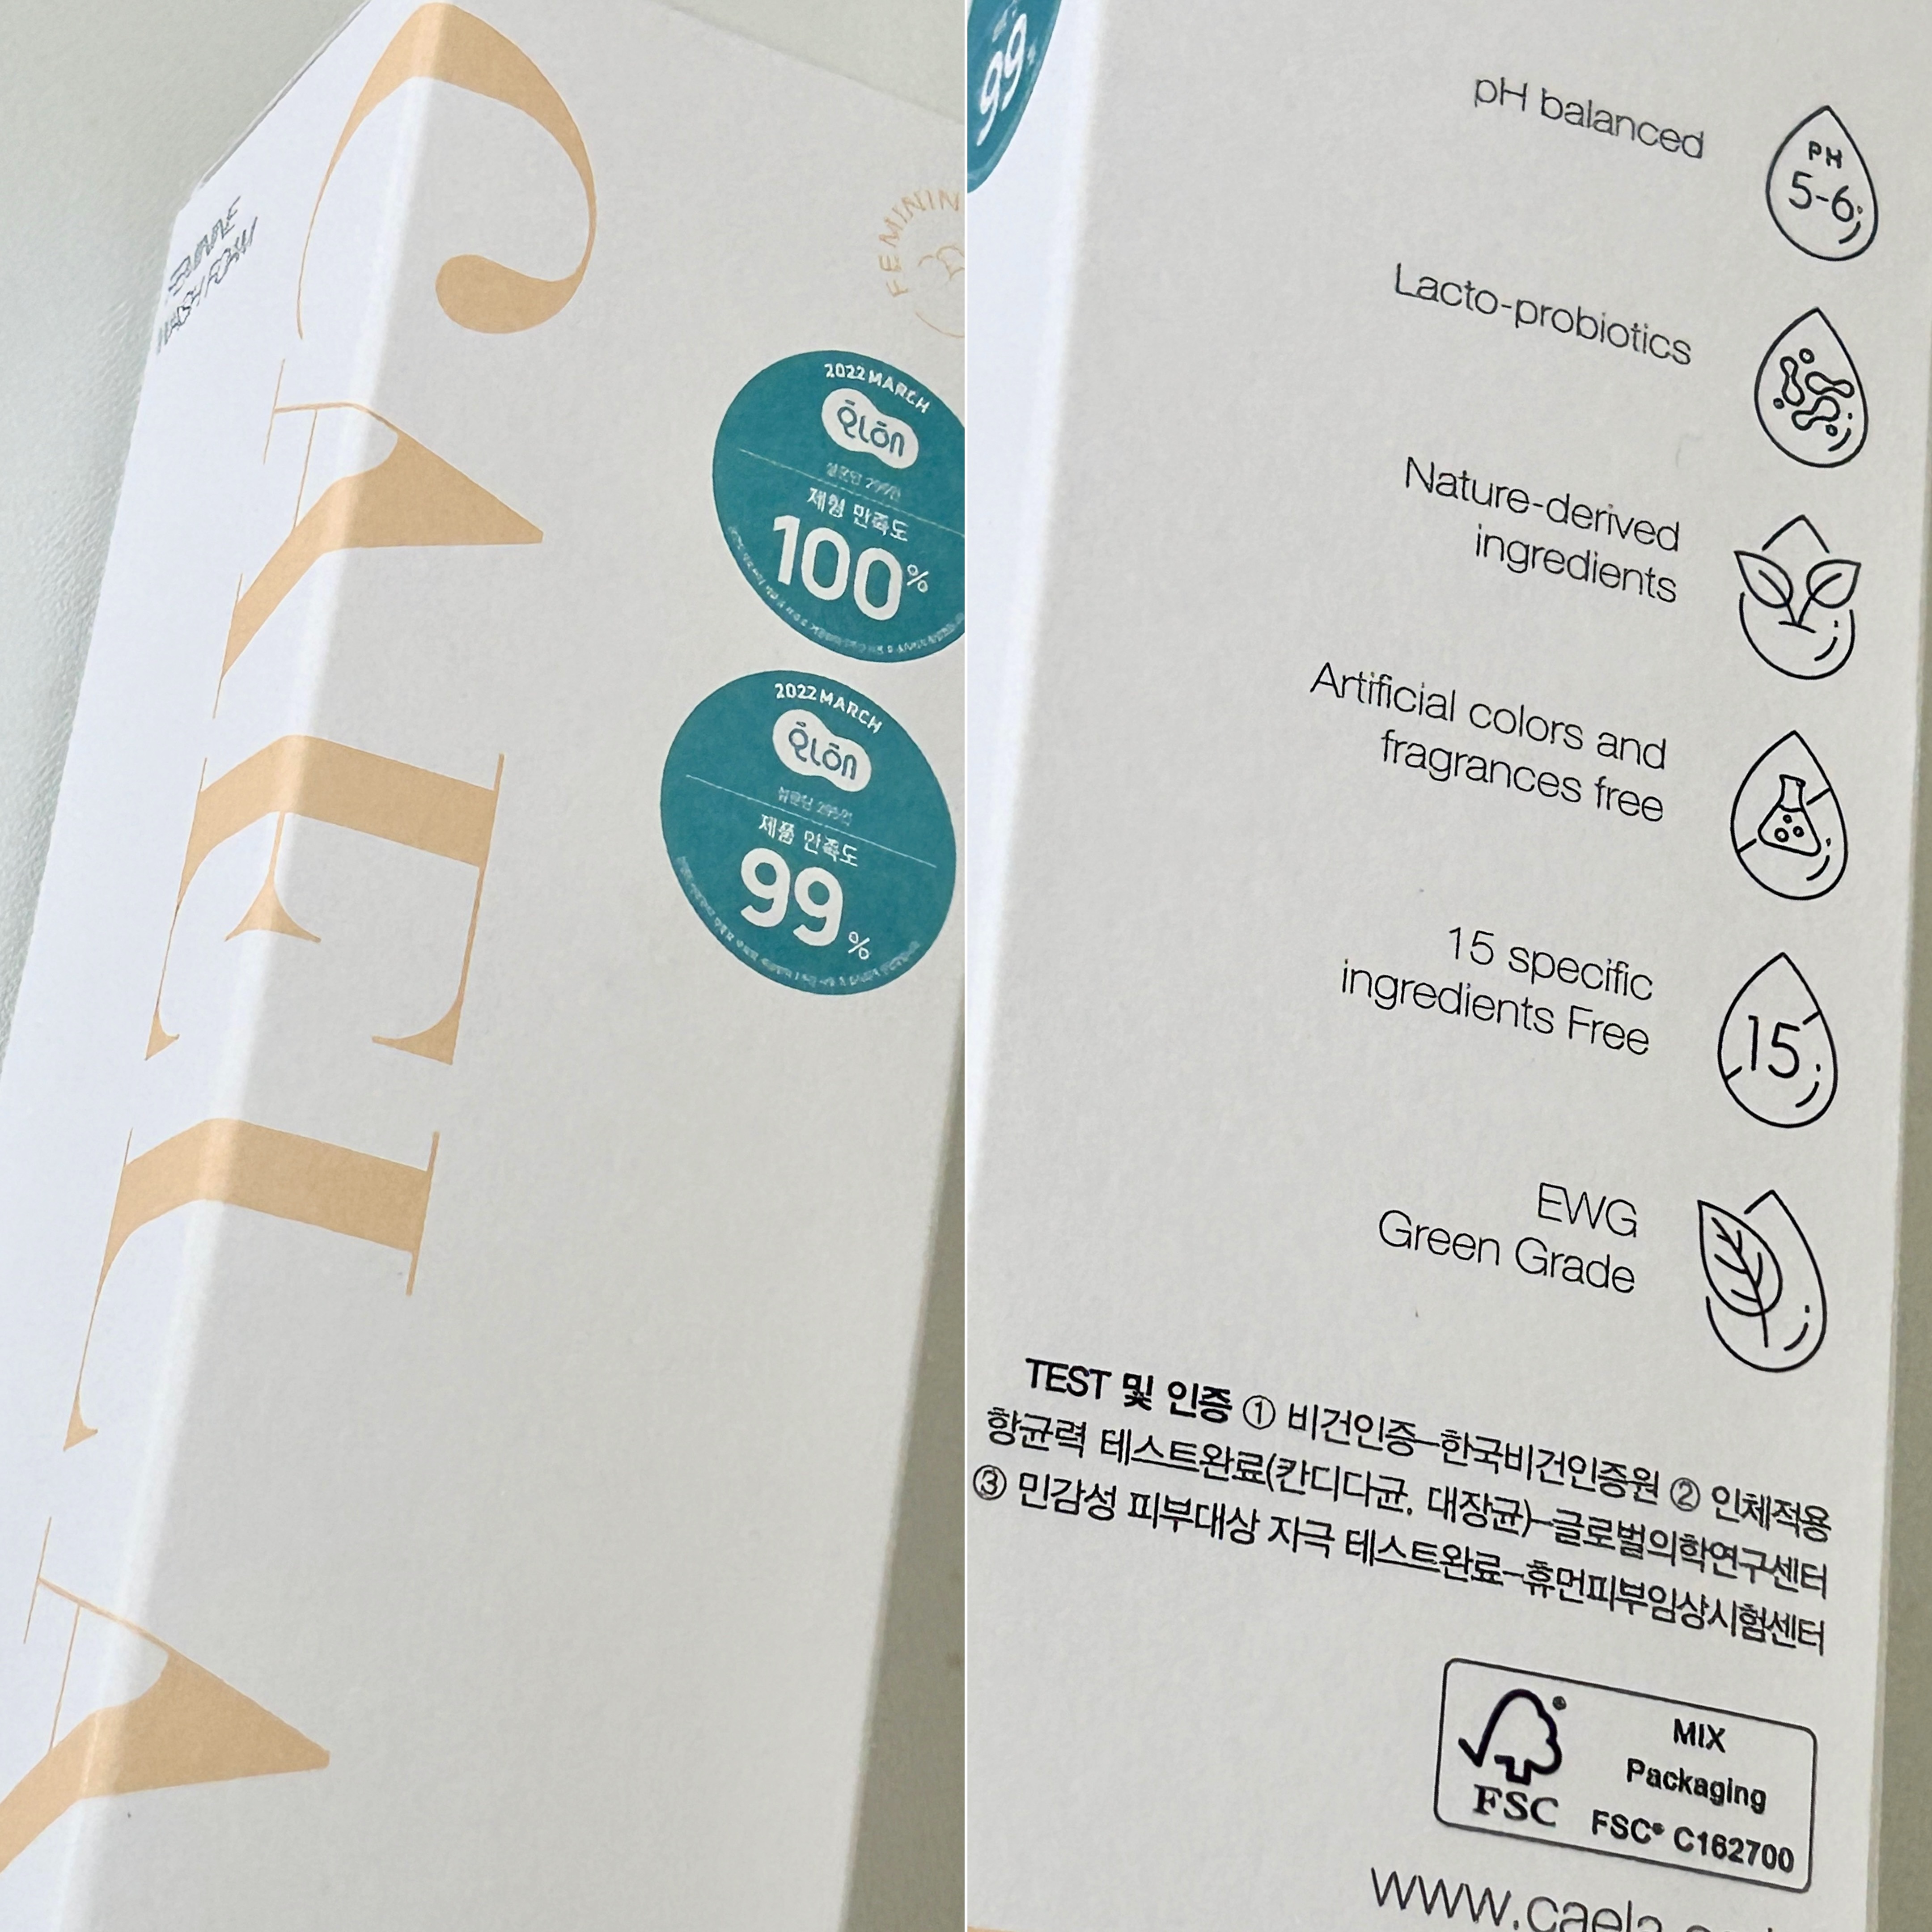 CAELA
FEMININ
2022 MARCH
제형 만족도
100%
2022 MARCH
제품 만족도
99%
99
pH balanced
PH
5-6
Lacto-probiotics
Nature-derived
ingredients
Artificial colors and
fragrances free
15 specific
ingredients Free
15
EWG
Green Grade
TEST 및 인증 ① 비건인증-한국비건인증원 ② 인체적용
항균력 테스트완료(칸디다균, 대장균)-글로벌의학연구센터
③ 민감성 피부대상 자극 테스트완료-휴먼피부임상시험센터
MIX
Packaging
FSC
FSC® C162700
www.caela